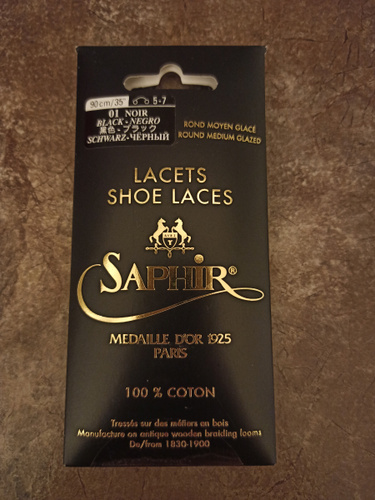 90cm/35" 5-7
01 NOIR
BLACK - NEGRO
黒色 - ブラック
SCHWARZ-ЧЕРНЫЙ
ROND MOYEN GLACÉ
ROUND MEDIUM GLAZED
LACETS
SHOE LACES
SAPHIR®
MEDAILLE D'OR 1925
PARIS
100 % COTON
Tressés sur des métiers en bois
Manufacture on antique wooden braiding looms
De/from 1830-1900